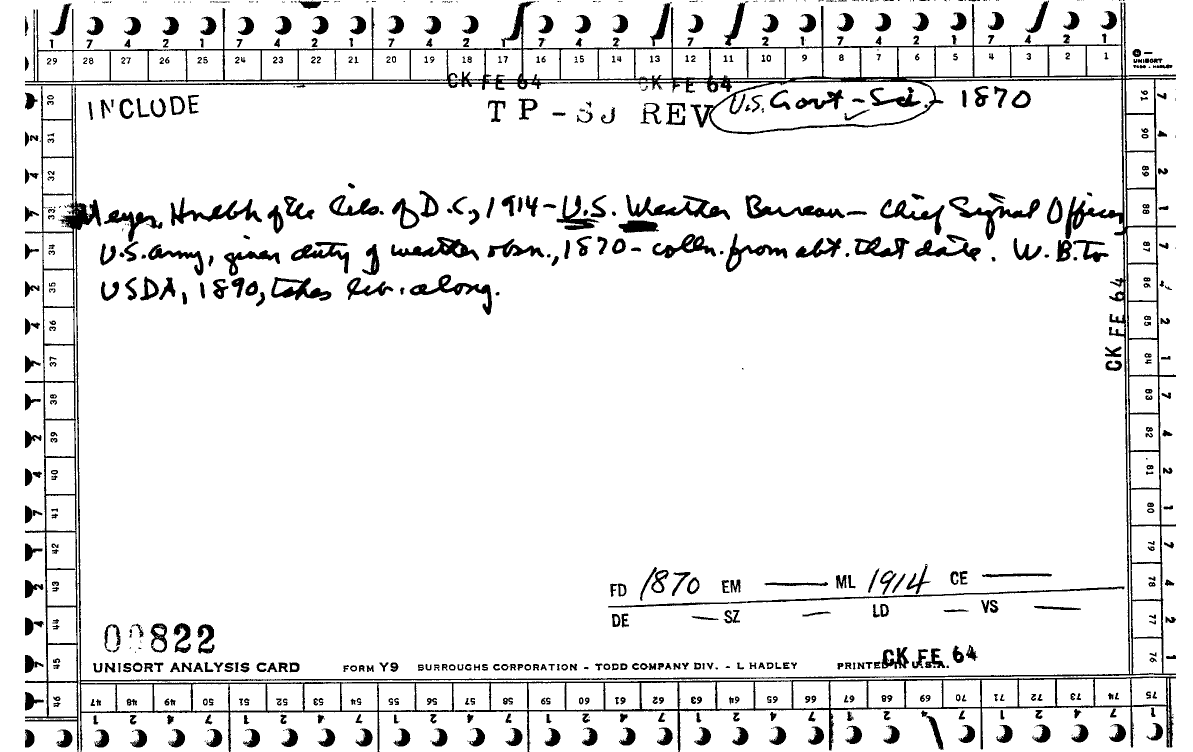 1 7 4 2 1 7 4 2 1 7 4 2 1 7 4 2 1 7 4 2 1 7 4 2 1 7 4 2 1
29 28 27 26 25 24 23 22 21 20 19 18 17 16 15 14 13 12 11 10 9 8 7 6 5 4 3 2 1
UNISORT
TODD - HADLEY
CK FE 64 CK FE 64
INCLUDE TP-SJ REV U.S. Govt - Sci. - 1870
Meyer, Hndbk of the libs. of D.C., 1914 - U.S. Weather Bureau - Chief Signal Officer,
U.S. Army, given duty of weather obsn., 1870 - colln. from abt. that date. W.B. to
USDA, 1890, takes lib. along.
30 31 32 33 34 35 36 37 38 39 40 41 42 43 44 45 46
91 90 89 88 87 86 85 84 83 82 81 80 79 78 77 76
CK FE 64
FD 1870 EM — ML 1914 CE —
DE — SZ — LD — VS —
00822
UNISORT ANALYSIS CARD FORM Y9 BURROUGHS CORPORATION - TODD COMPANY DIV. - L HADLEY PRINTED IN U.S.A.
CK FE 64
47 48 49 50 51 52 53 54 55 56 57 58 59 60 61 62 63 64 65 66 67 68 69 70 71 72 73 74 75
1 2 4 7 1 2 4 7 1 2 4 7 1 2 4 7 1 2 4 7 1 2 4 7 1 2 4 7 1